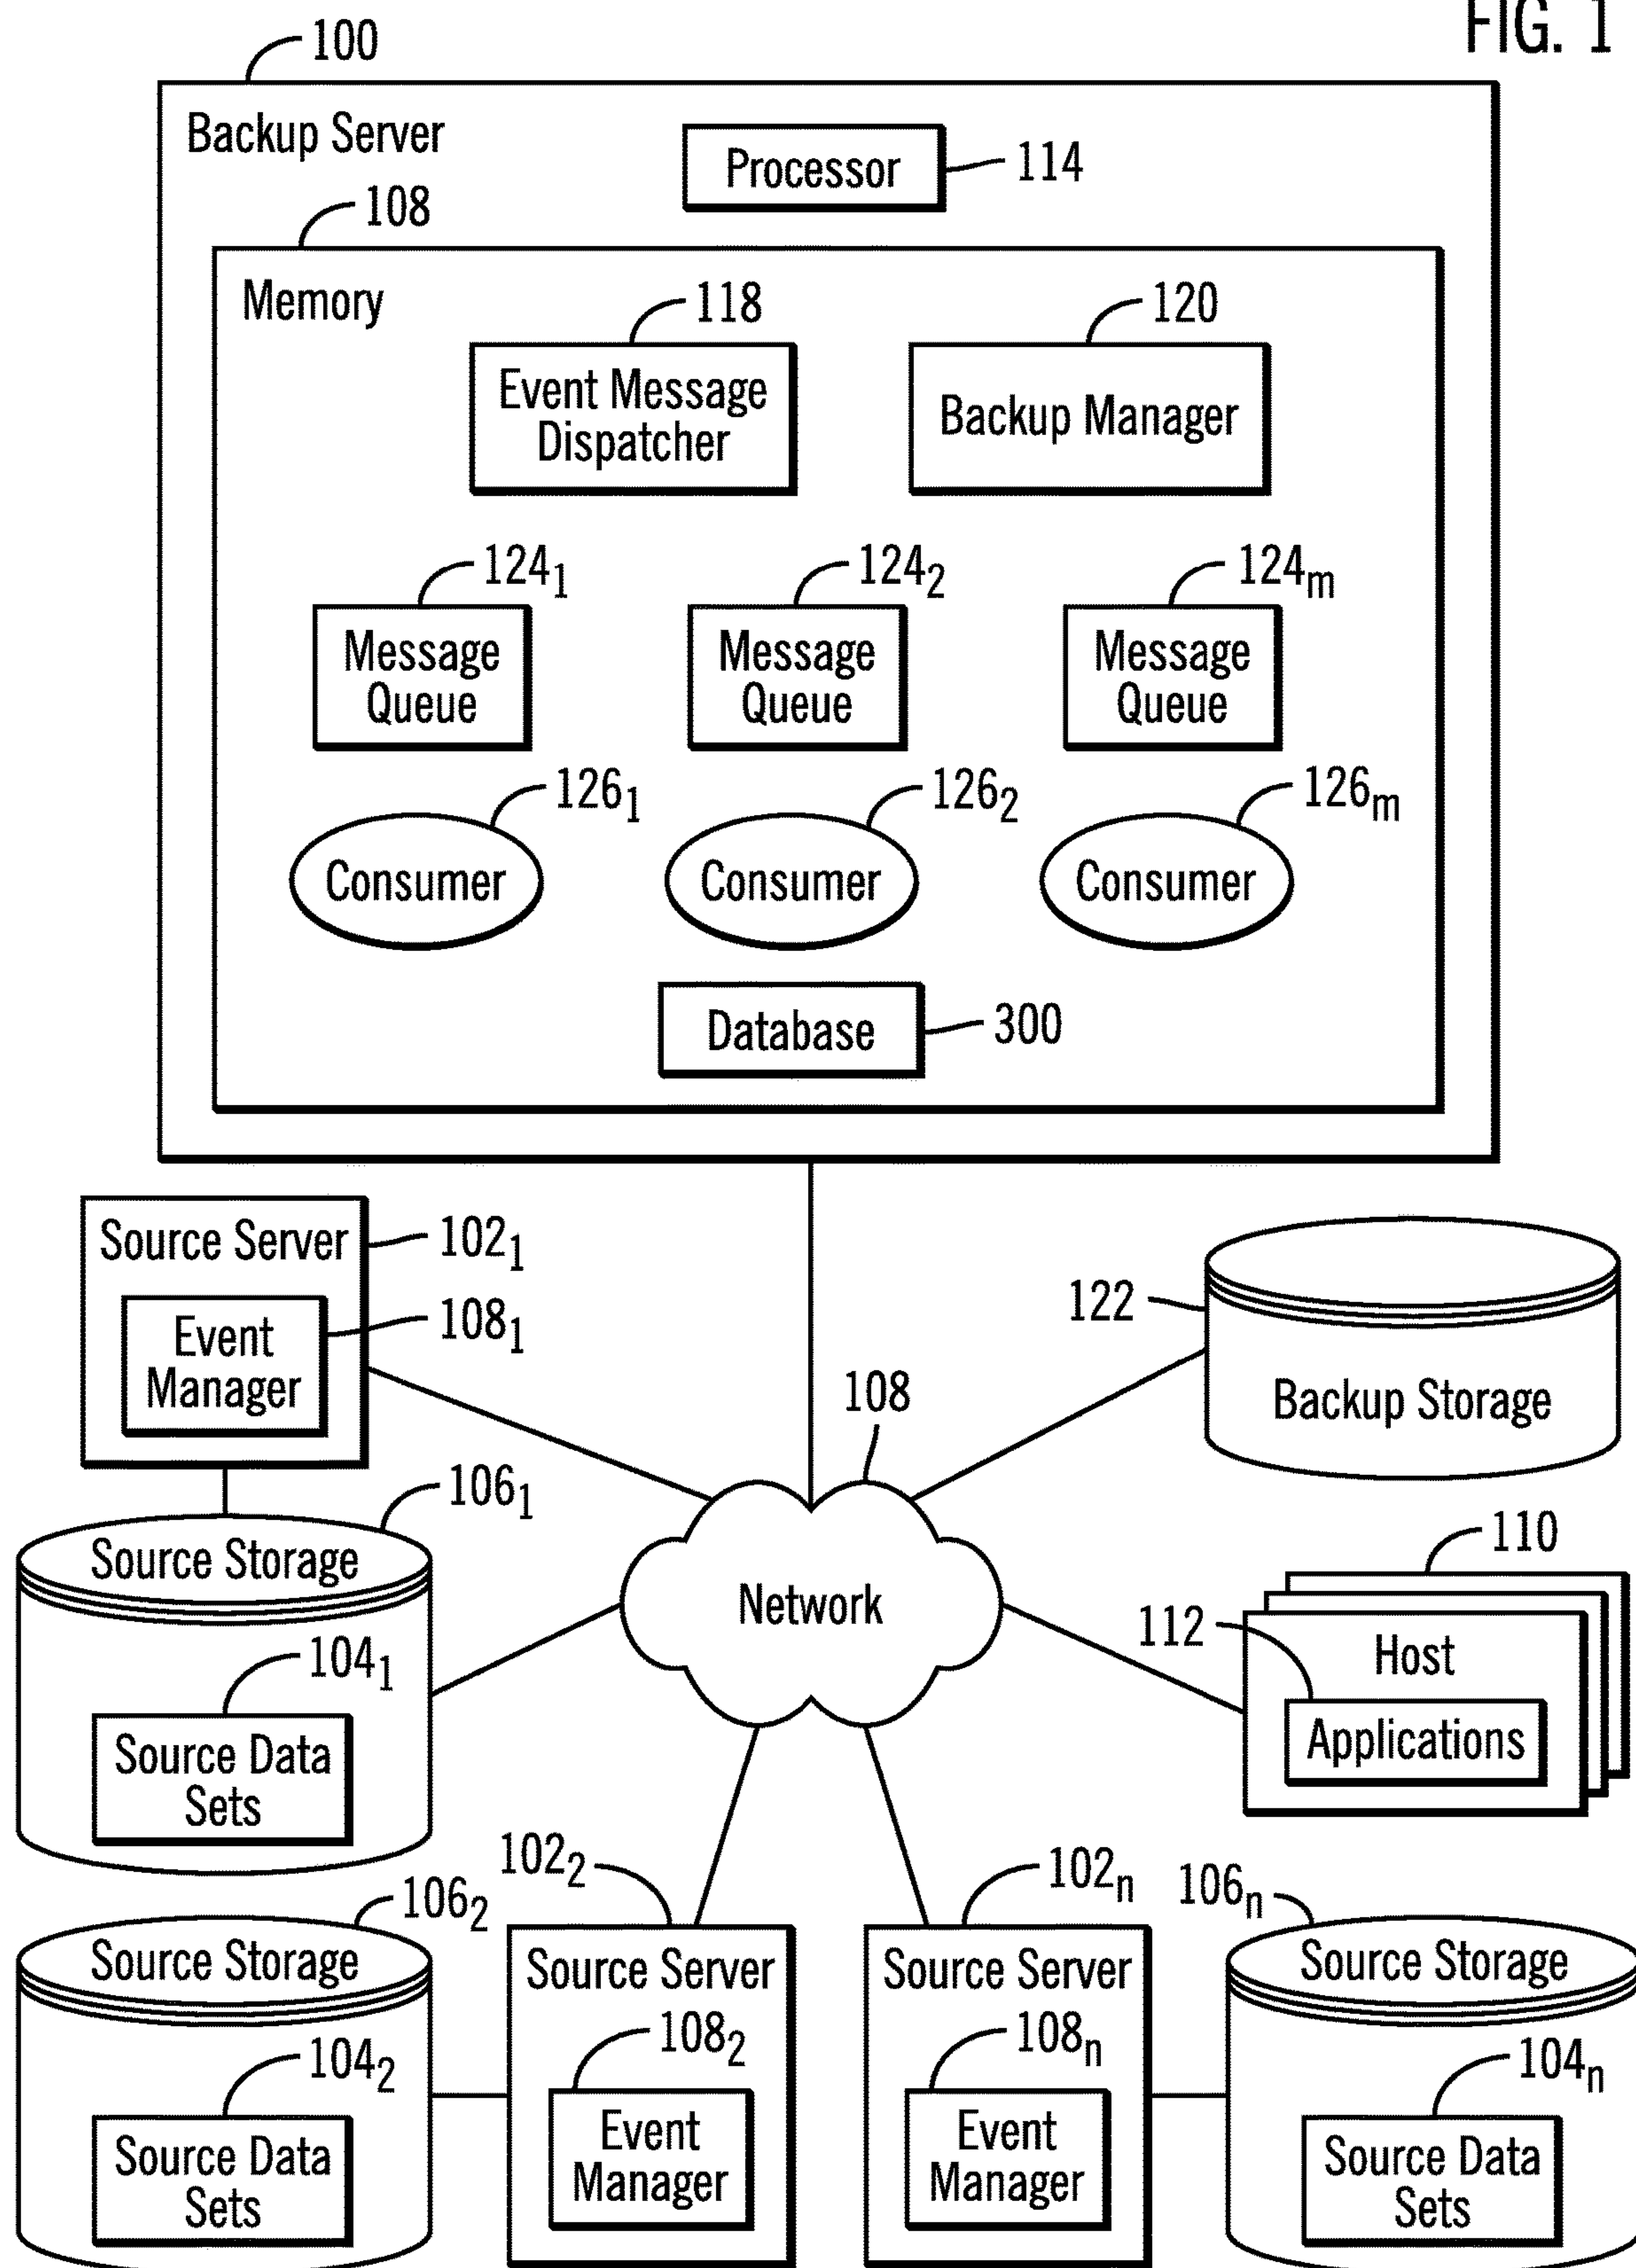 FIG. 1
100
Backup Server
Processor
114
108
Memory
118
120
Event Message
Dispatcher
Backup Manager
124₁
124₂
124ₘ
Message
Queue
Message
Queue
Message
Queue
126₁
126₂
126ₘ
Consumer
Consumer
Consumer
Database
300
Source Server
102₁
Event
Manager
108₁
122
Backup Storage
108
Network
106₁
Source Storage
104₁
Source Data
Sets
110
112
Host
Applications
106₂
Source Storage
104₂
Source Data
Sets
102₂
Source Server
108₂
Event
Manager
102ₙ
Source Server
108ₙ
Event
Manager
106ₙ
Source Storage
104ₙ
Source Data
Sets